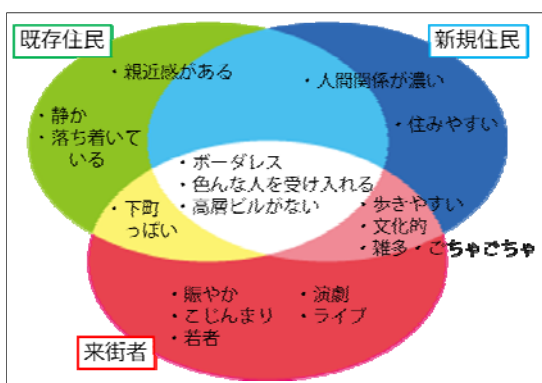 既存住民
新規住民
・親近感がある
・人間関係が濃い
・静か
・落ち着いて
いる
・住みやすい
・ボーダレス
・色んな人を受け入れる
・高層ビルがない
・下町
っぽい
・歩きやすい
・文化的
・雑多・ごちゃごちゃ
・賑やか
・こじんまり
・若者
・演劇
・ライブ
来街者